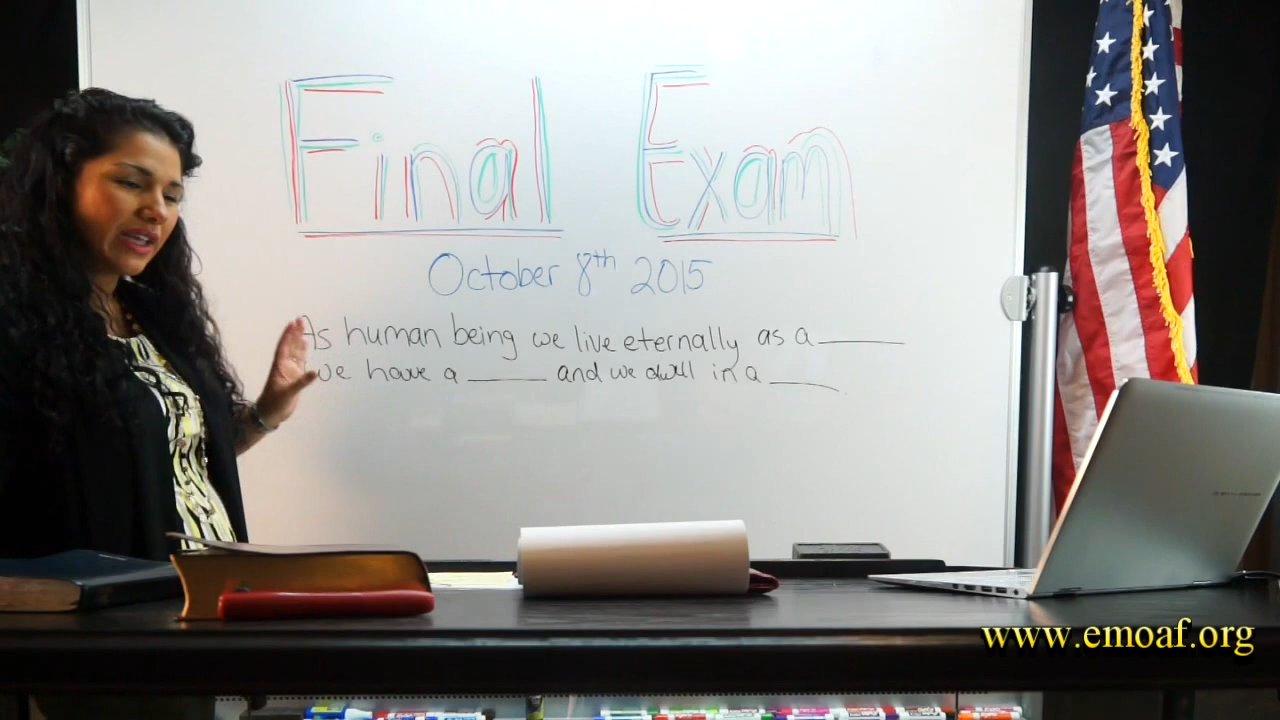 Final Exam
October 8th 2015
As human being we live eternally as a ______
we have a ______ and we dwell in a ______
www.emoaf.org